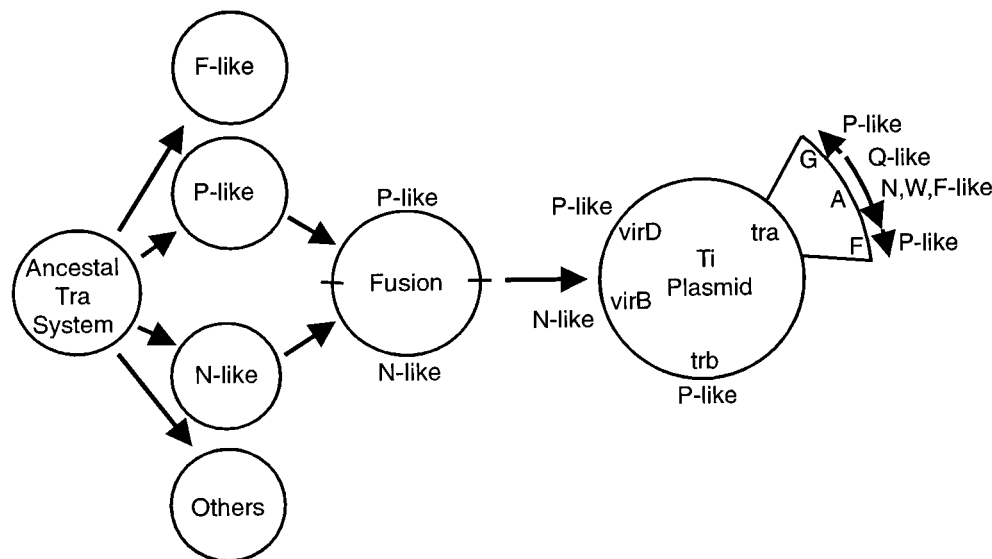 F-like
P-like
Ancestal
Tra
System
N-like
Others
P-like
Fusion
N-like
P-like
N-like
virD
virB
tra
Ti
Plasmid
trb
P-like
G
A
F
P-like
Q-like
N,W,F-like
P-like